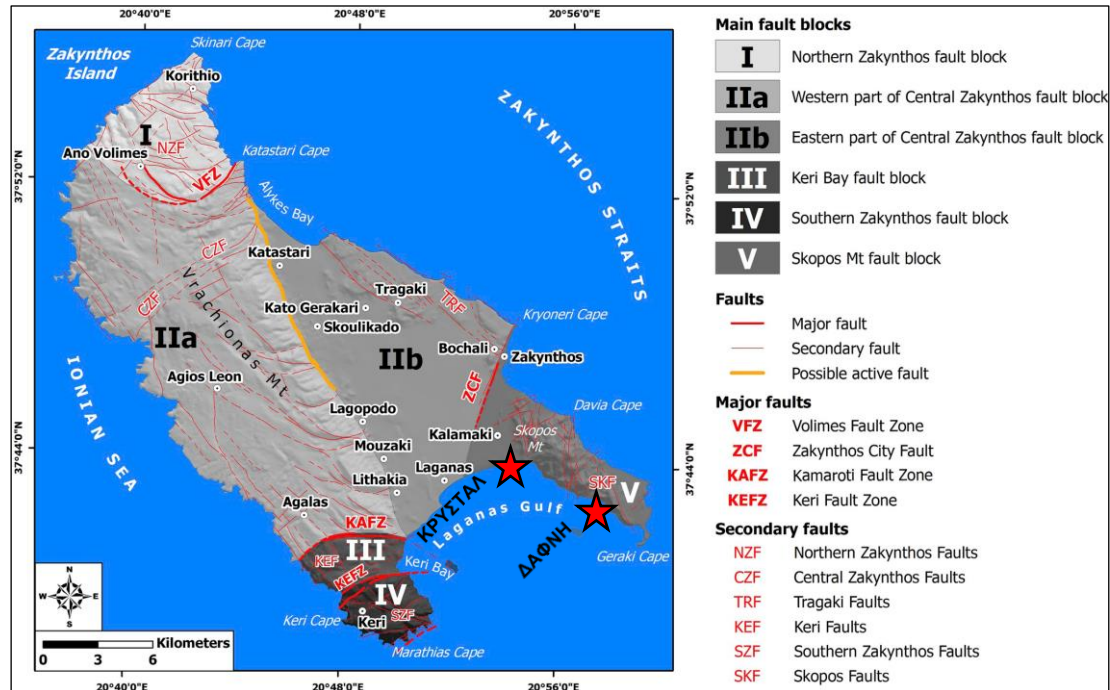 20°40'0"E
20°48'0"E
20°56'0"E
Zakynthos
Island
Skinari Cape
Korithio
I
NZF
Ano Volimes
Katastari Cape
VFZ
37°52'0"N
37°52'0"N
ZAKYNTHOS STRAITS
Alykes Bay
CZF
Katastari
CZF
Vrachionas Mt
Tragaki
TRF
Kato Gerakari
Skoulikado
Kryoneri Cape
IIa
IIb
Bochali
Zakynthos
IONIAN SEA
Agios Leon
ZCF
Davia Cape
Lagopodo
Kalamaki
Skopos
Mt
37°44'0"N
37°44'0"N
Mouzaki
Laganas
Lithakia
ΚΡΥΣΤΑΛ
SKF
V
Agalas
KAFZ
Laganas Gulf
ΔΑΦΝΗ
Geraki Cape
III
KEF
Keri Bay
KEFZ
IV
Keri Cape
Keri
SZF
Marathias Cape
N
W
E
S
Kilometers
0 3 6
20°40'0"E
20°48'0"E
20°56'0"E
Main fault blocks
I Northern Zakynthos fault block
IIa Western part of Central Zakynthos fault block
IIb Eastern part of Central Zakynthos fault block
III Keri Bay fault block
IV Southern Zakynthos fault block
V Skopos Mt fault block
Faults
Major fault
Secondary fault
Possible active fault
Major faults
VFZ Volimes Fault Zone
ZCF Zakynthos City Fault
KAFZ Kamaroti Fault Zone
KEFZ Keri Fault Zone
Secondary faults
NZF Northern Zakynthos Faults
CZF Central Zakynthos Faults
TRF Tragaki Faults
KEF Keri Faults
SZF Southern Zakynthos Faults
SKF Skopos Faults